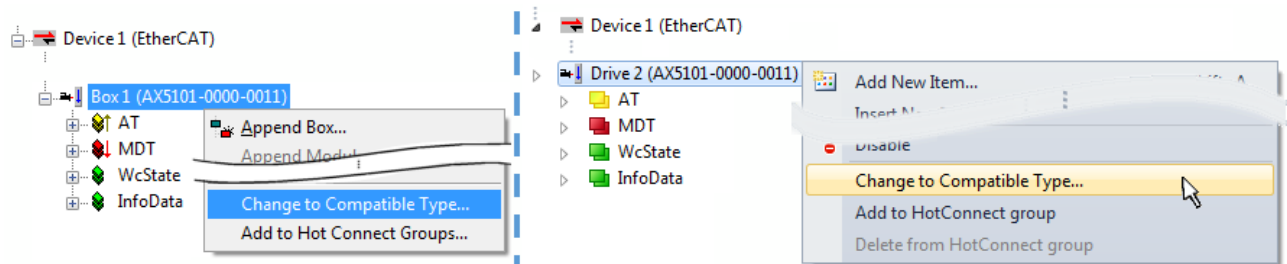 Device 1 (EtherCAT)
Box 1 (AX5101-0000-0011)
AT
MDT
WcState
InfoData
Append Box...
Append Modul
Change to Compatible Type...
Add to Hot Connect Groups...
Device 1 (EtherCAT)
Drive 2 (AX5101-0000-0011)
AT
MDT
WcState
InfoData
Add New Item...
Insert
Disable
Change to Compatible Type...
Add to HotConnect group
Delete from HotConnect group